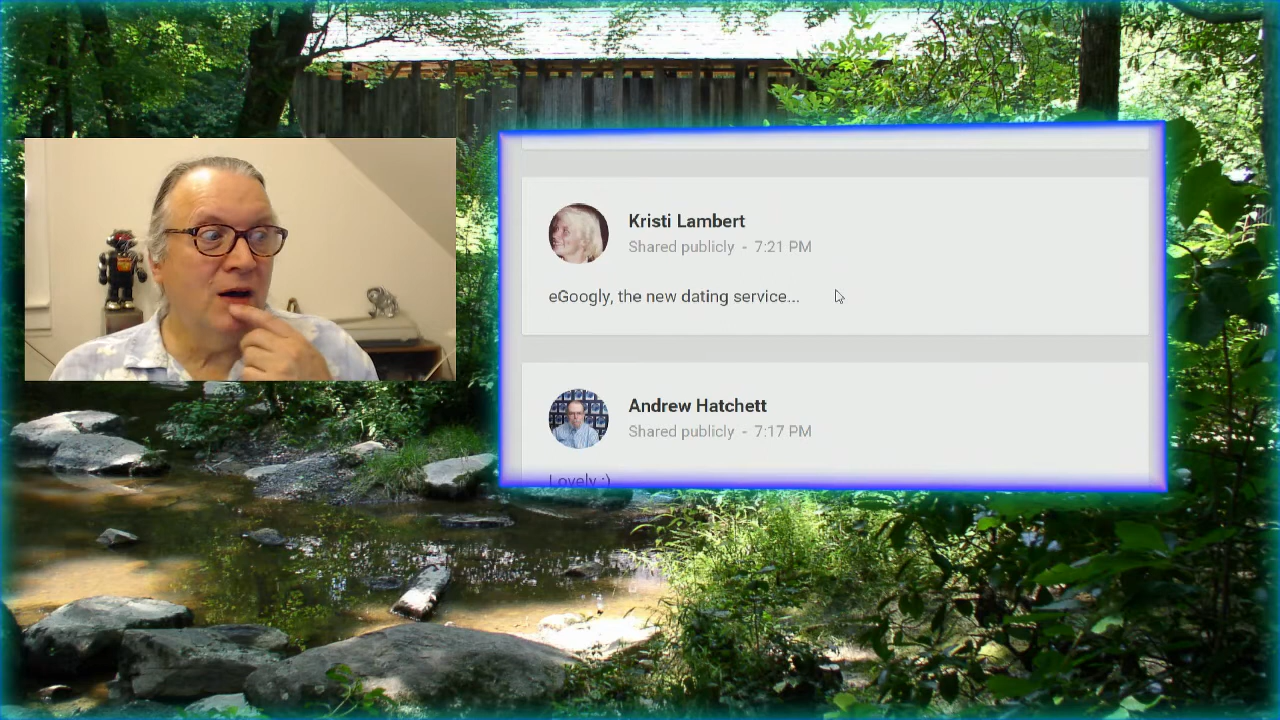 Kristi Lambert
Shared publicly - 7:21 PM
eGoogly, the new dating service...
Andrew Hatchett
Shared publicly - 7:17 PM
Lovely :)